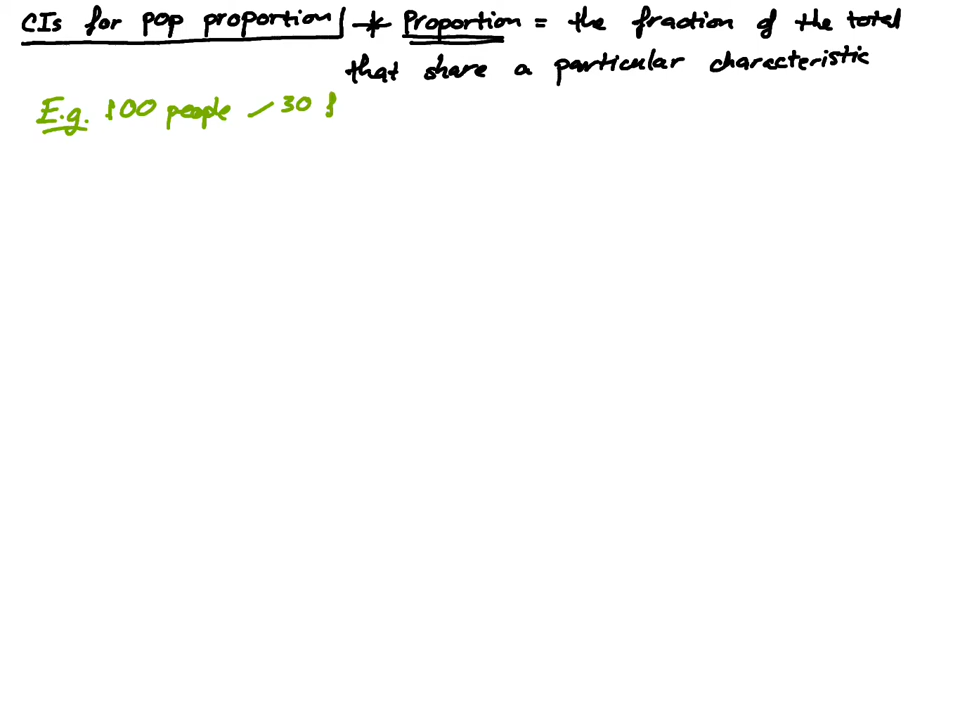 CIs for pop proportion * Proportion = the fraction of the total
that share a particular characteristic
E.g. 100 people 30